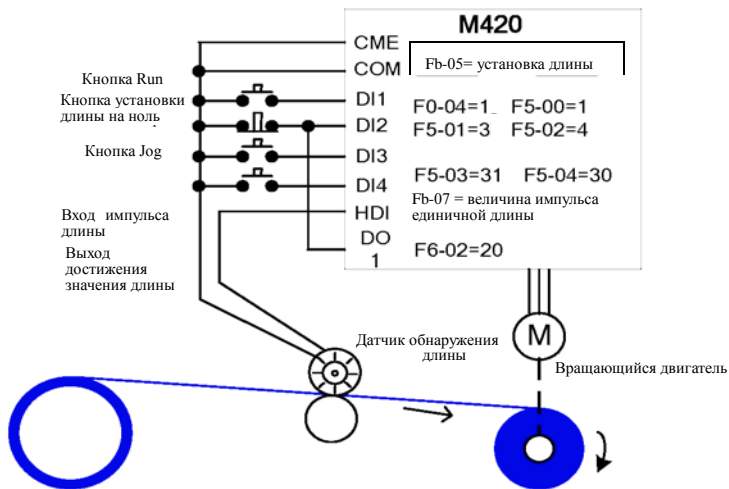 M420
CME
COM
Fb-05= установка длины
Кнопка Run
Кнопка установки
длины на ноль
DI1
F0-04=1 F5-00=1
DI2
F5-01=3 F5-02=4
Кнопка Jog
DI3
F5-03=31 F5-04=30
DI4
Fb-07 = величина импульса
единичной длины
Вход импульса
длины
HDI
Выход
достижения
значения длины
DO
1
F6-02=20
Датчик обнаружения
длины
M
Вращающийся двигатель